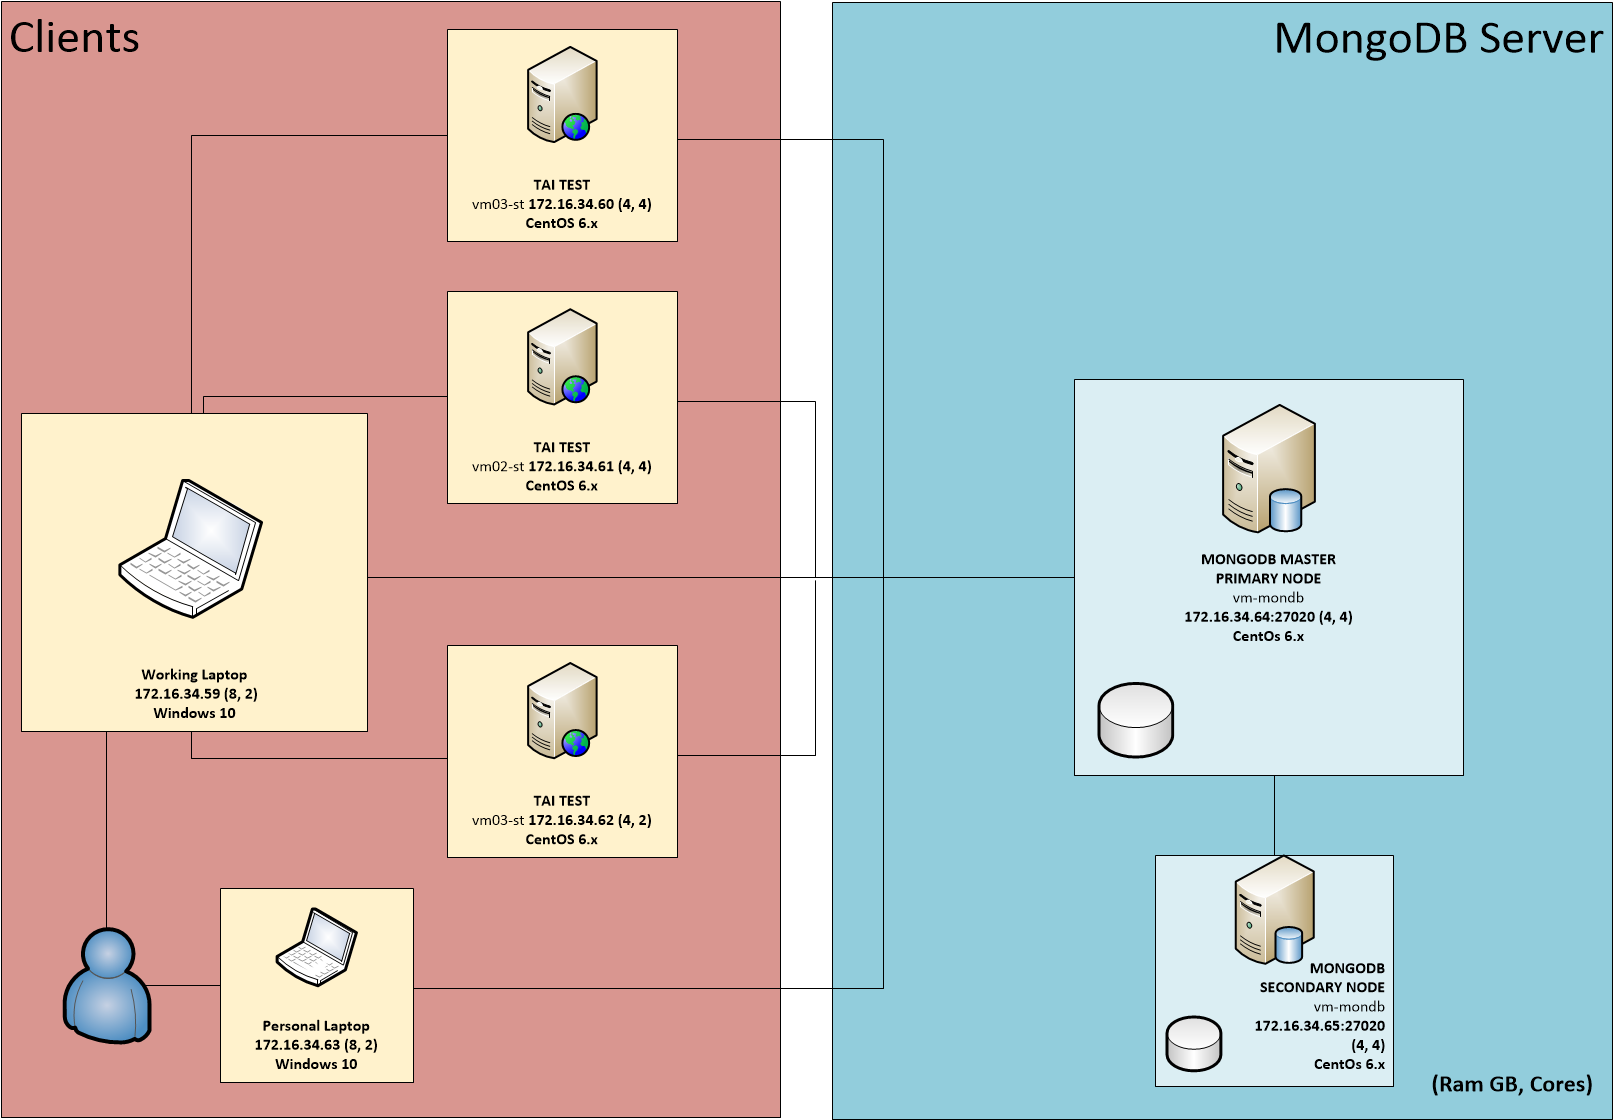 Clients
MongoDB Server
TAI TEST
vm03-st 172.16.34.60 (4, 4)
CentOS 6.x
TAI TEST
vm02-st 172.16.34.61 (4, 4)
CentOS 6.x
Working Laptop
172.16.34.59 (8, 2)
Windows 10
TAI TEST
vm03-st 172.16.34.62 (4, 2)
CentOS 6.x
Personal Laptop
172.16.34.63 (8, 2)
Windows 10
MONGODB MASTER
PRIMARY NODE
vm-mondb
172.16.34.64:27020 (4, 4)
CentOs 6.x
MONGODB
SECONDARY NODE
vm-mondb
172.16.34.65:27020
(4, 4)
CentOs 6.x
(Ram GB, Cores)